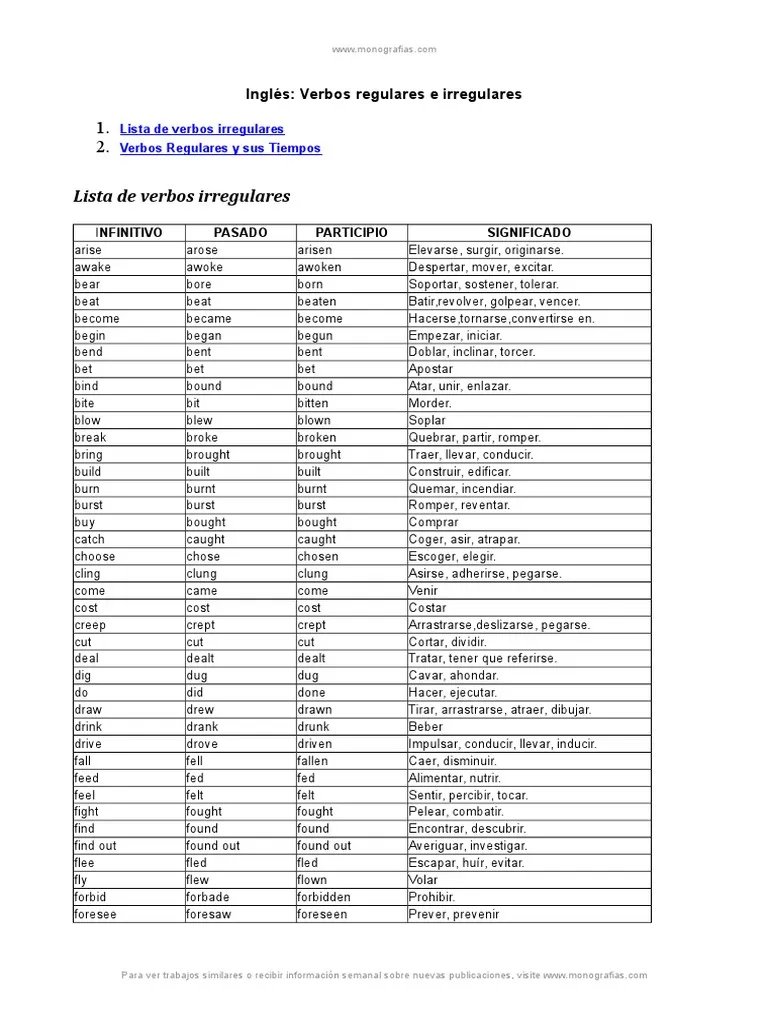 www.monografias.com
Inglés: Verbos regulares e irregulares
1. Lista de verbos irregulares
2. Verbos Regulares y sus Tiempos
Lista de verbos irregulares
INFINITIVO PASADO PARTICIPIO SIGNIFICADO
arise arose arisen Elevarse, surgir, originarse.
awake awoke awoken Despertar, mover, excitar.
bear bore born Soportar, sostener, tolerar.
beat beat beaten Batir,revolver, golpear, vencer.
become became become Hacerse,tornarse,convertirse en.
begin began begun Empezar, iniciar.
bend bent bent Doblar, inclinar, torcer.
bet bet bet Apostar
bind bound bound Atar, unir, enlazar.
bite bit bitten Morder.
blow blew blown Soplar
break broke broken Quebrar, partir, romper.
bring brought brought Traer, llevar, conducir.
build built built Construir, edificar.
burn burnt burnt Quemar, incendiar.
burst burst burst Romper, reventar.
buy bought bought Comprar
catch caught caught Coger, asir, atrapar.
choose chose chosen Escoger, elegir.
cling clung clung Asirse, adherirse, pegarse.
come came come Venir
cost cost cost Costar
creep crept crept Arrastrarse,deslizarse, pegarse.
cut cut cut Cortar, dividir.
deal dealt dealt Tratar, tener que referirse.
dig dug dug Cavar, ahondar.
do did done Hacer, ejecutar.
draw drew drawn Tirar, arrastrarse, atraer, dibujar.
drink drank drunk Beber
drive drove driven Impulsar, conducir, llevar, inducir.
fall fell fallen Caer, disminuir.
feed fed fed Alimentar, nutrir.
feel felt felt Sentir, percibir, tocar.
fight fought fought Pelear, combatir.
find found found Encontrar, descubrir.
find out found out found out Averiguar, investigar.
flee fled fled Escapar, huír, evitar.
fly flew flown Volar
forbid forbade forbidden Prohibir.
foresee foresaw foreseen Prever, prevenir
Para ver trabajos similares o recibir información semanal sobre nuevas publicaciones, visite www.monografias.com